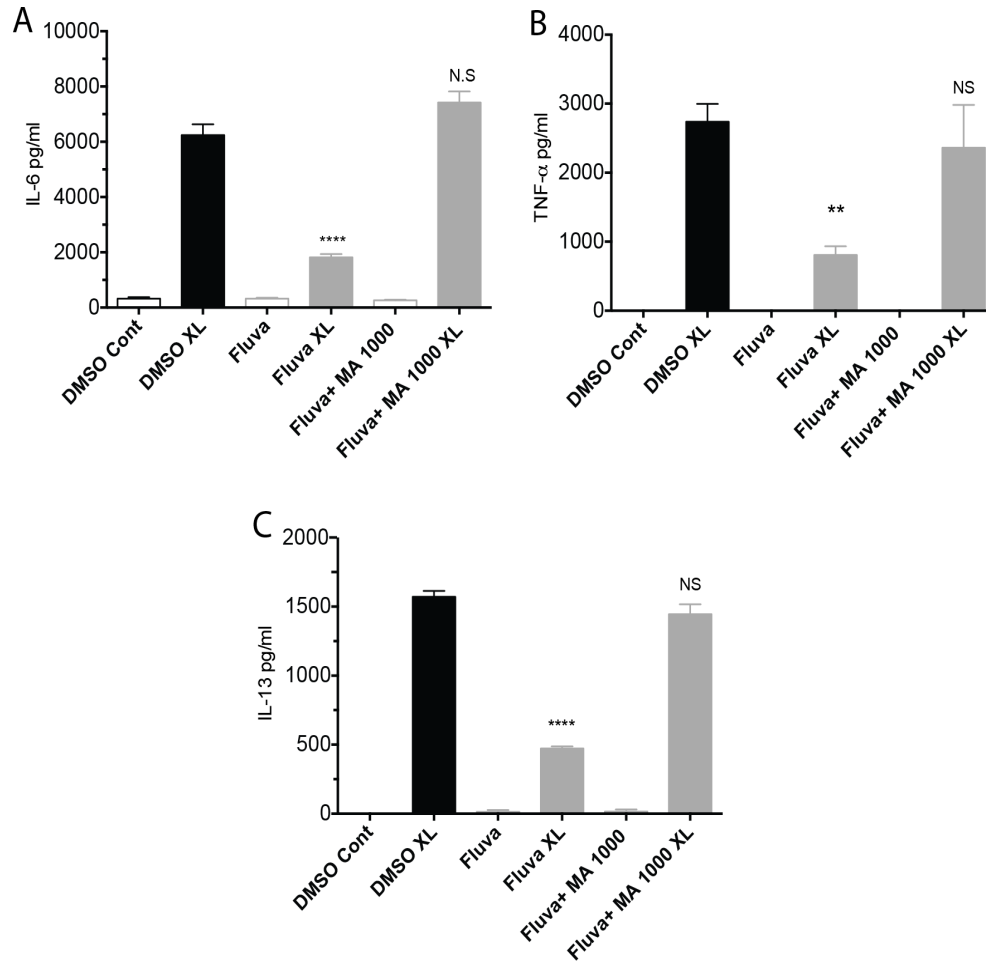 A
10000
8000
6000
4000
2000
0
IL-6 pg/ml
****
N.S
DMSO Cont
DMSO XL
Fluva
Fluva XL
Fluva+ MA 1000
Fluva+ MA 1000 XL
B
4000
3000
2000
1000
0
TNF-α pg/ml
**
NS
DMSO Cont
DMSO XL
Fluva
Fluva XL
Fluva+ MA 1000
Fluva+ MA 1000 XL
C
2000
1500
1000
500
0
IL-13 pg/ml
****
NS
DMSO Cont
DMSO XL
Fluva
Fluva XL
Fluva+ MA 1000
Fluva+ MA 1000 XL